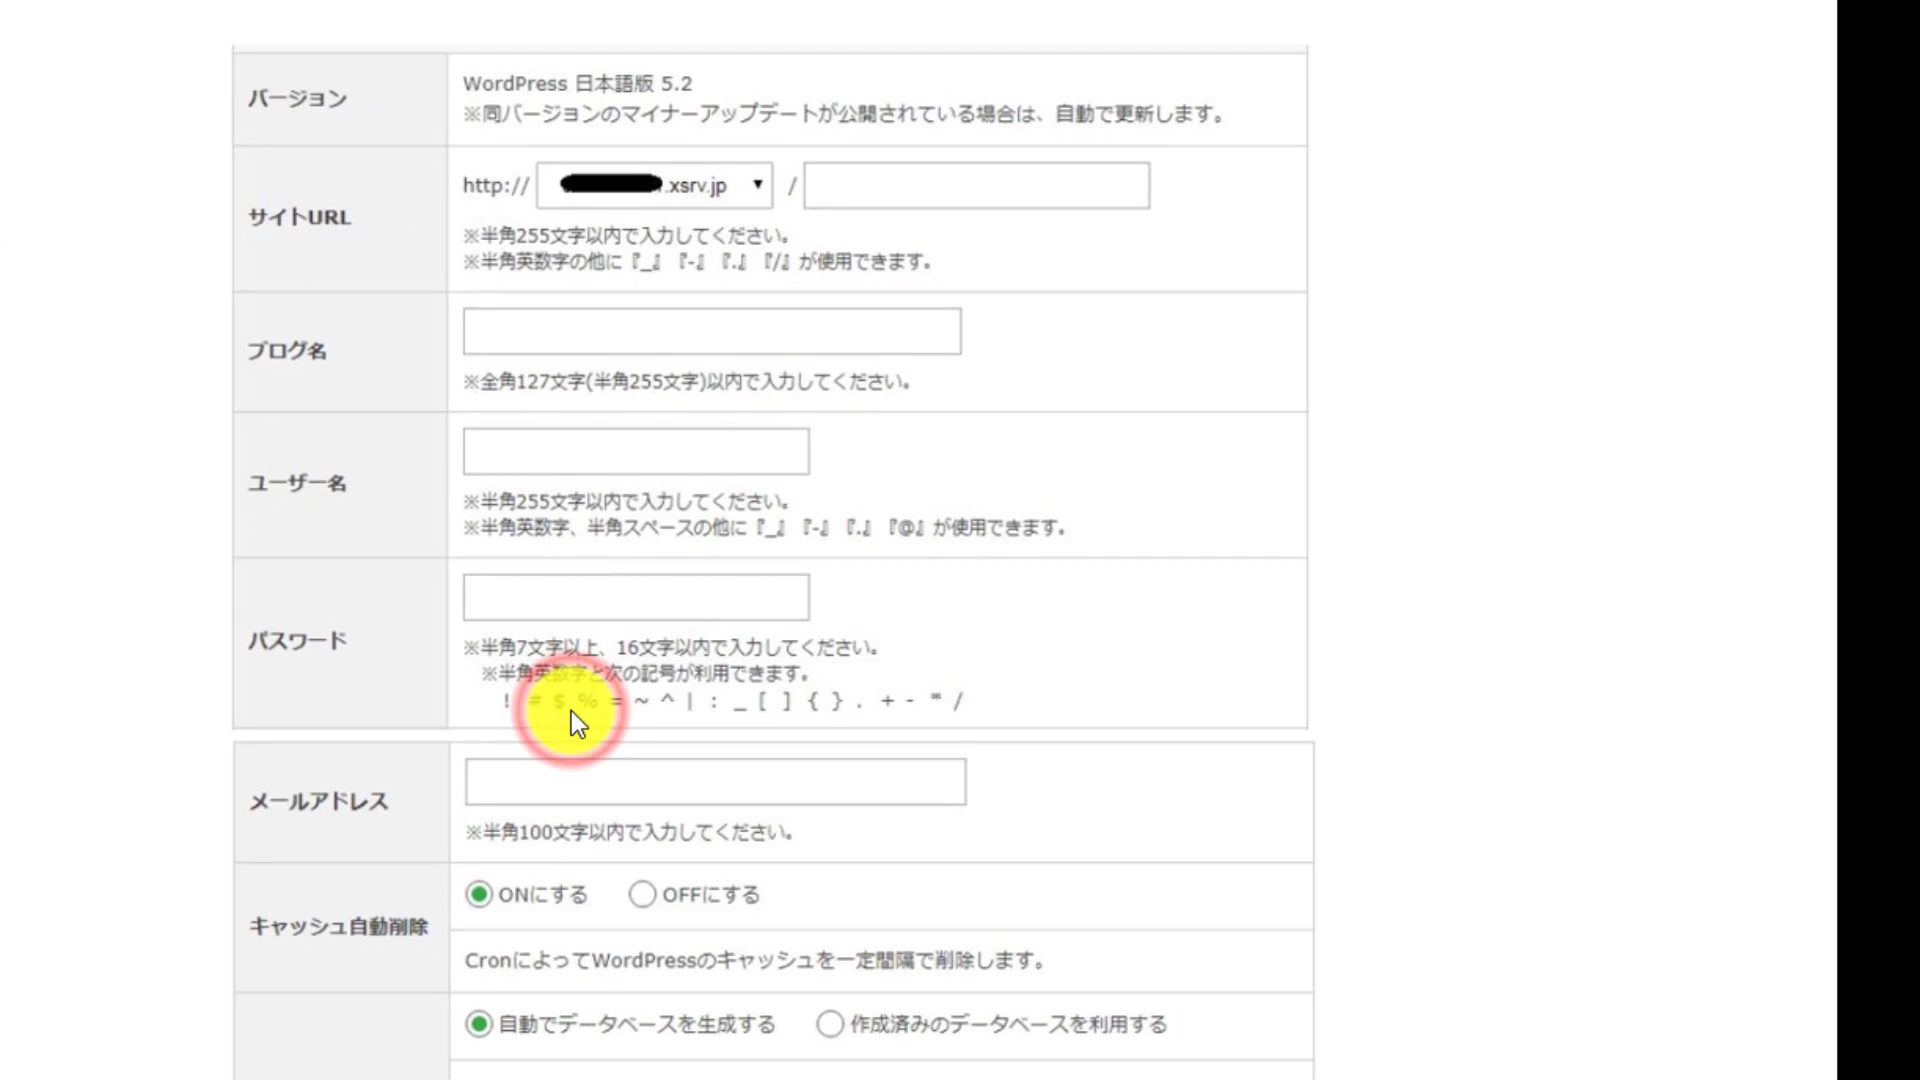 バージョン
WordPress 日本語版 5.2
※同バージョンのマイナーアップデートが公開されている場合は、自動で更新します。
サイトURL
http:// .xsrv.jp ▼ /
※半角255文字以内で入力してください。
※半角英数字の他に『_』『-』『.』『/』が使用できます。
ブログ名
※全角127文字(半角255文字)以内で入力してください。
ユーザー名
※半角255文字以内で入力してください。
※半角英数字、半角スペースの他に『_』『-』『.』『@』が使用できます。
パスワード
※半角7文字以上、16文字以内で入力してください。
※半角英数字と次の記号が利用できます。
! # $ % = ~ ^ | : _ [ ] { } . + - * /
メールアドレス
※半角100文字以内で入力してください。
キャッシュ自動削除
ONにする OFFにする
CronによってWordPressのキャッシュを一定間隔で削除します。
自動でデータベースを生成する 作成済みのデータベースを利用する